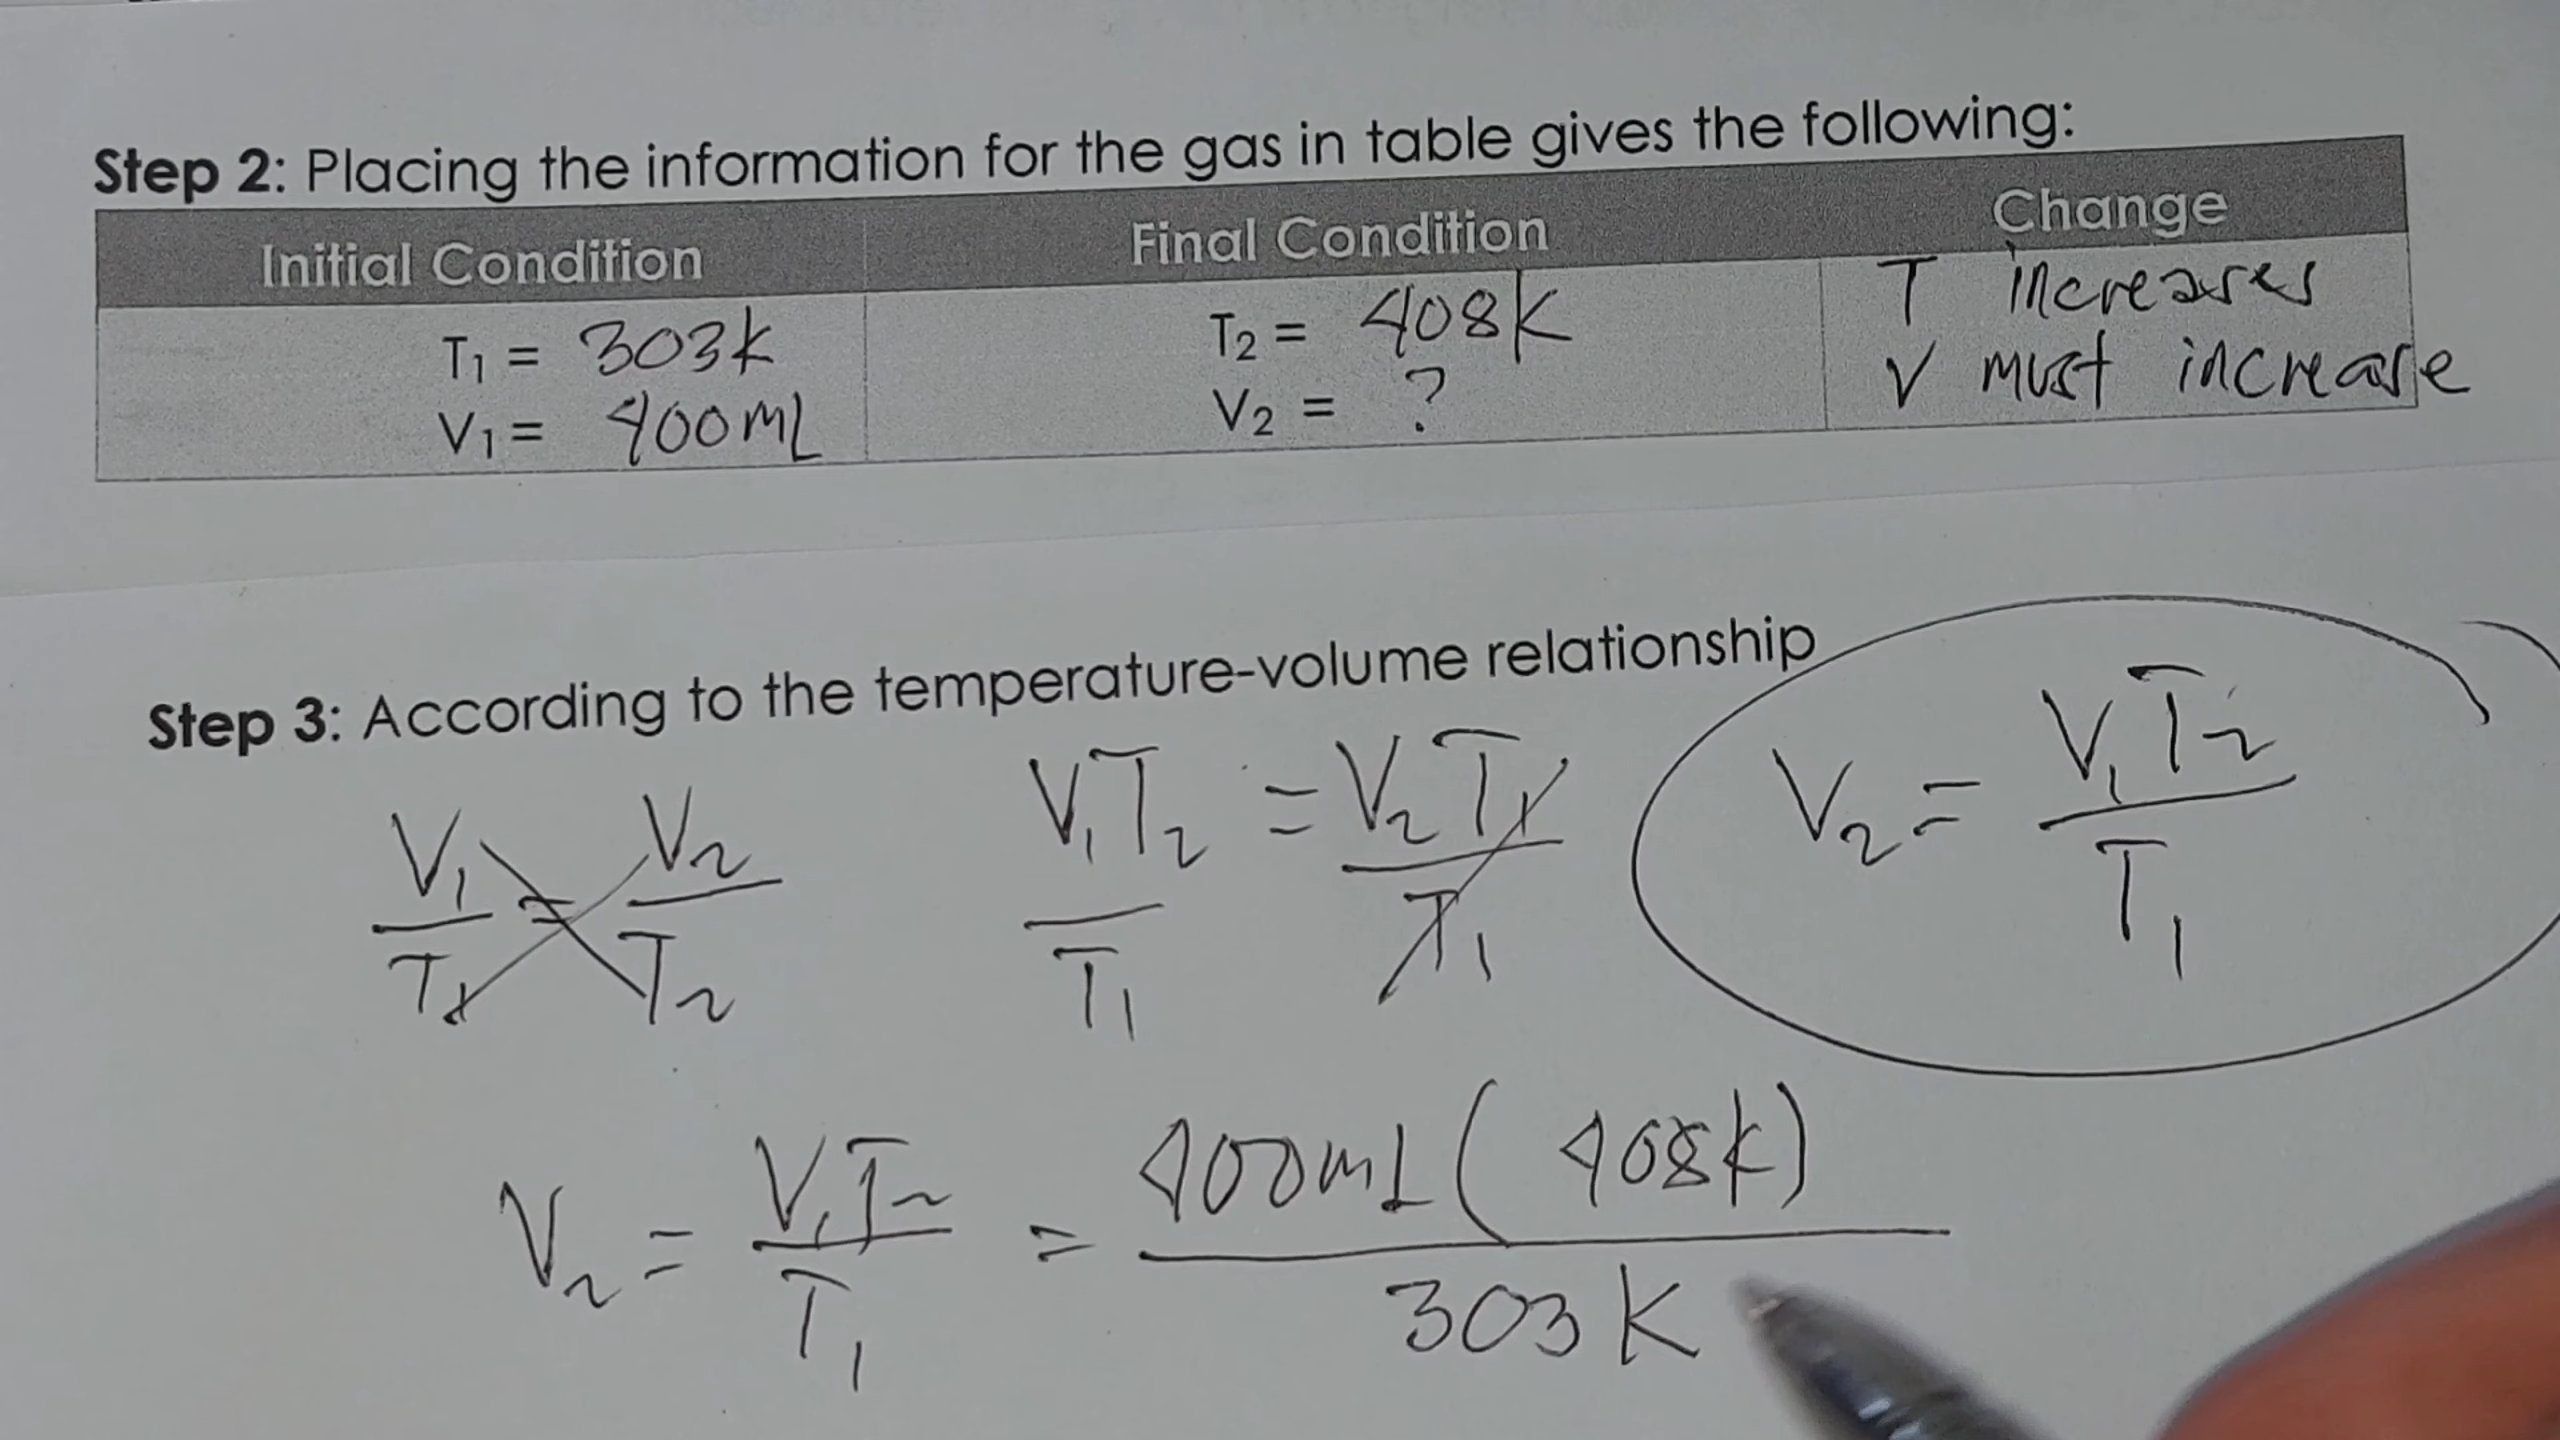 Step 2: Placing the information for the gas in table gives the following:
Initial Condition Final Condition Change
T1 = 303K T2 = 408K T increases
V1 = 400mL V2 = ? V must increase
Step 3: According to the temperature-volume relationship
V1/T1 = V2/T2 V1T2/T1 = V2T1/T1 V2 = V1T2/T1
V2 = V1T2/T1 = 400mL(408K)/303K